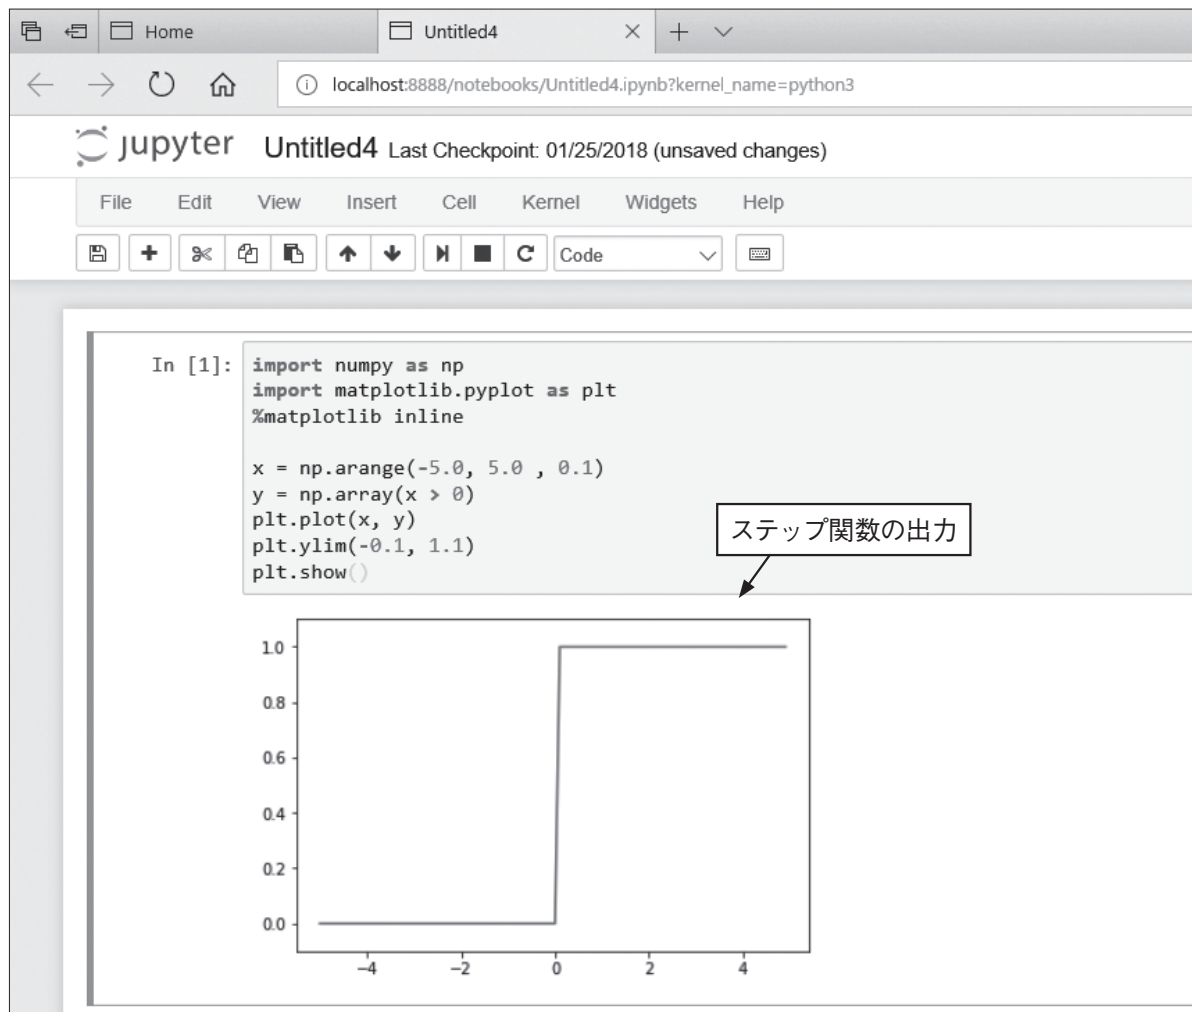 Home
Untitled4
localhost:8888/notebooks/Untitled4.ipynb?kernel_name=python3
jupyter Untitled4 Last Checkpoint: 01/25/2018 (unsaved changes)
File Edit View Insert Cell Kernel Widgets Help
Code
In [1]: import numpy as np
import matplotlib.pyplot as plt
%matplotlib inline
x = np.arange(-5.0, 5.0 , 0.1)
y = np.array(x > 0)
plt.plot(x, y)
plt.ylim(-0.1, 1.1)
plt.show()
ステップ関数の出力
1.0
0.8
0.6
0.4
0.2
0.0
−4 −2 0 2 4